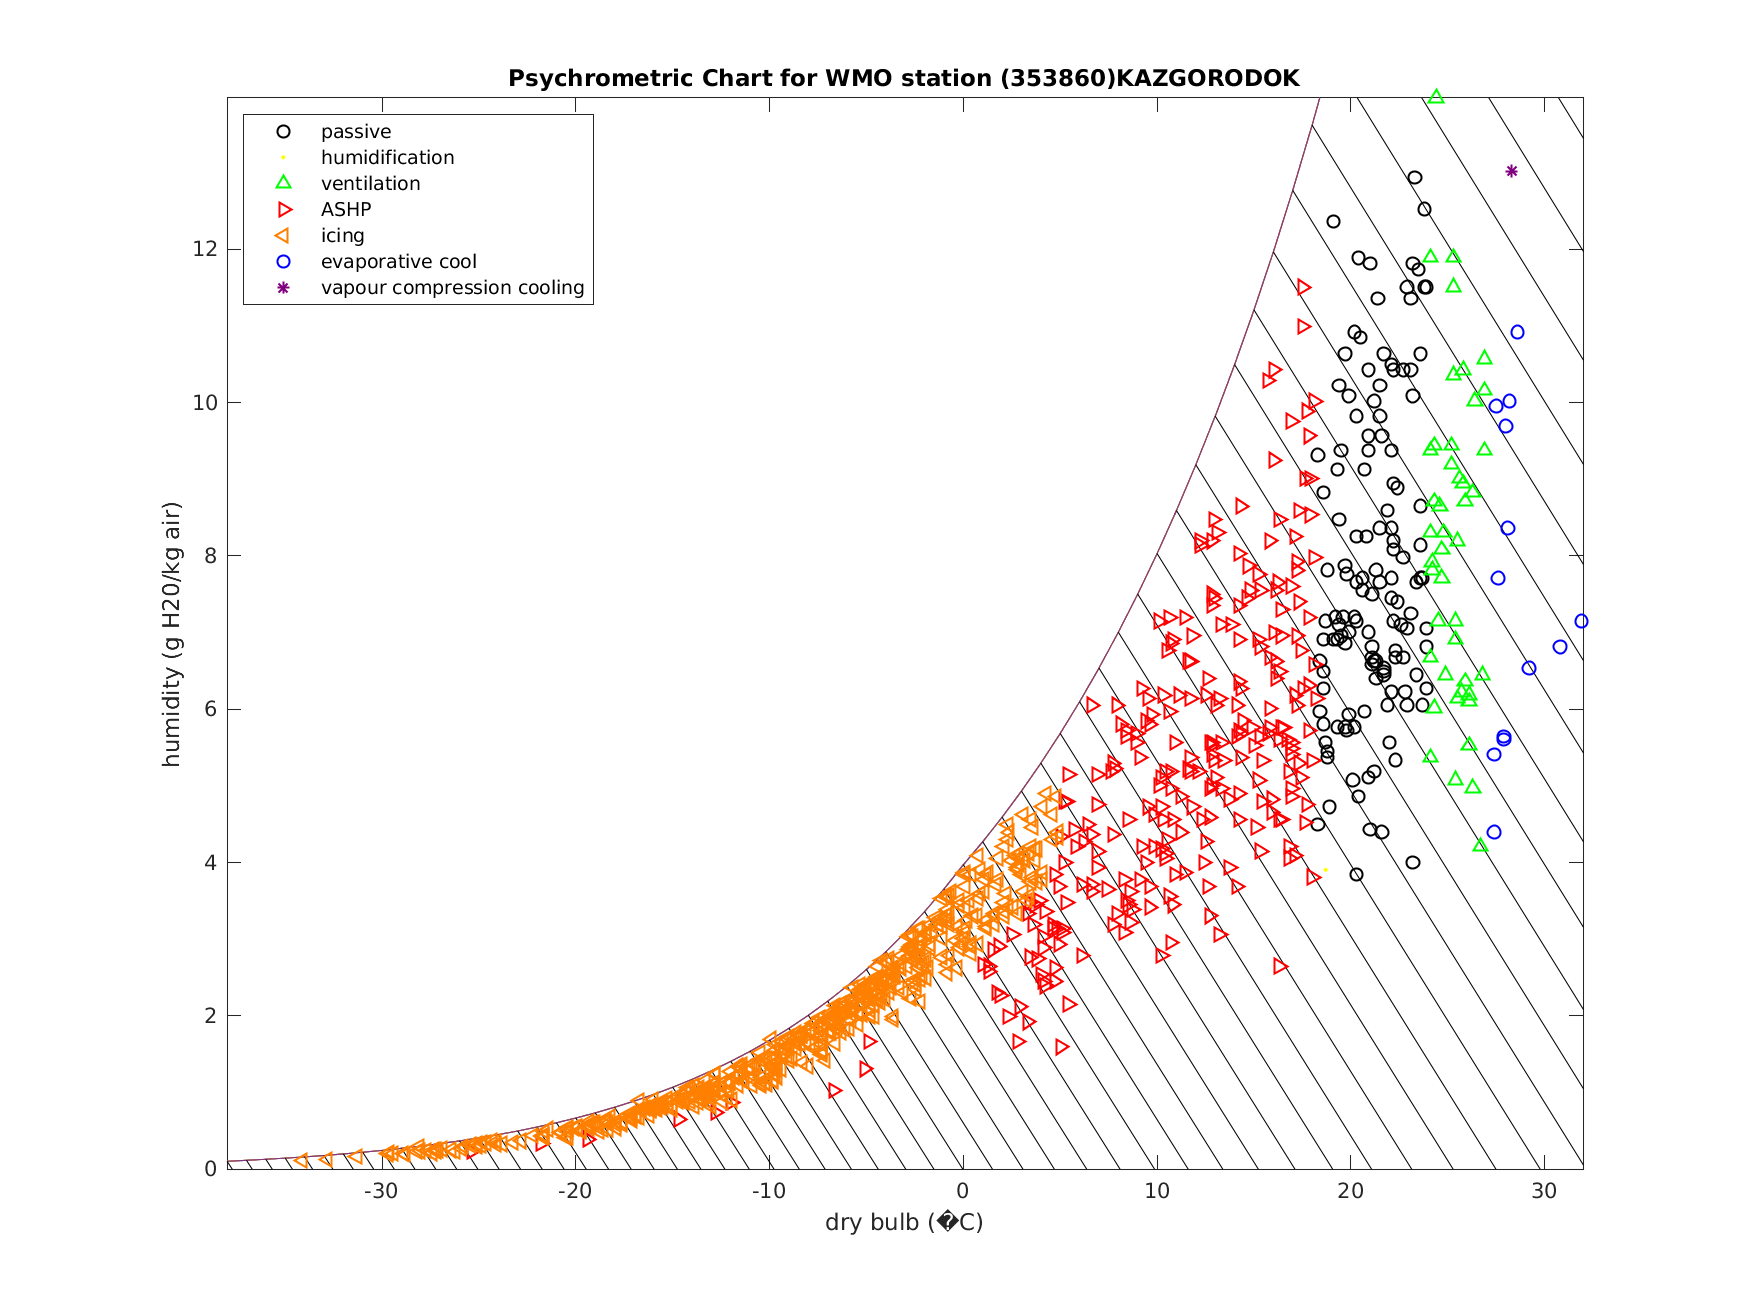 Psychrometric Chart for WMO station (353860)KAZGORODOK
passive
humidification
ventilation
ASHP
icing
evaporative cool
vapour compression cooling
humidity (g H20/kg air)
12
10
8
6
4
2
0
-30 -20 -10 0 10 20 30
dry bulb (�C)